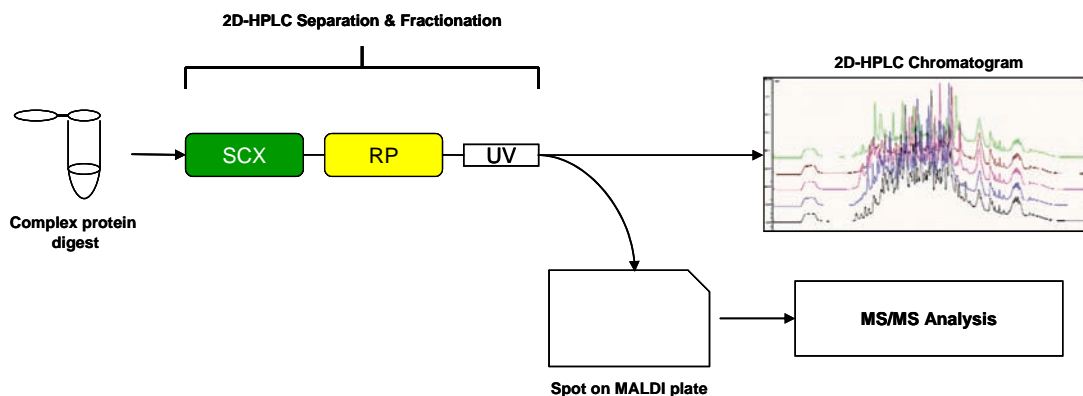 2D-HPLC Separation & Fractionation
2D-HPLC Chromatogram
SCX
RP
UV
Complex protein
digest
MS/MS Analysis
Spot on MALDI plate